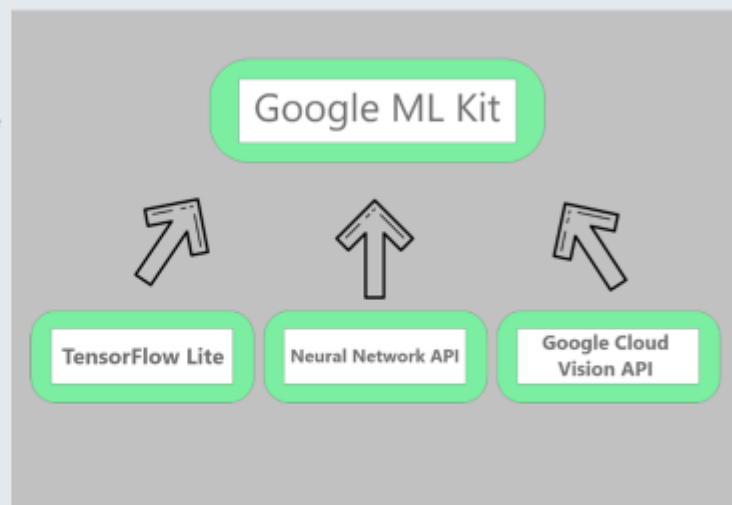 Google ML Kit
TensorFlow Lite
Neural Network API
Google Cloud
Vision API